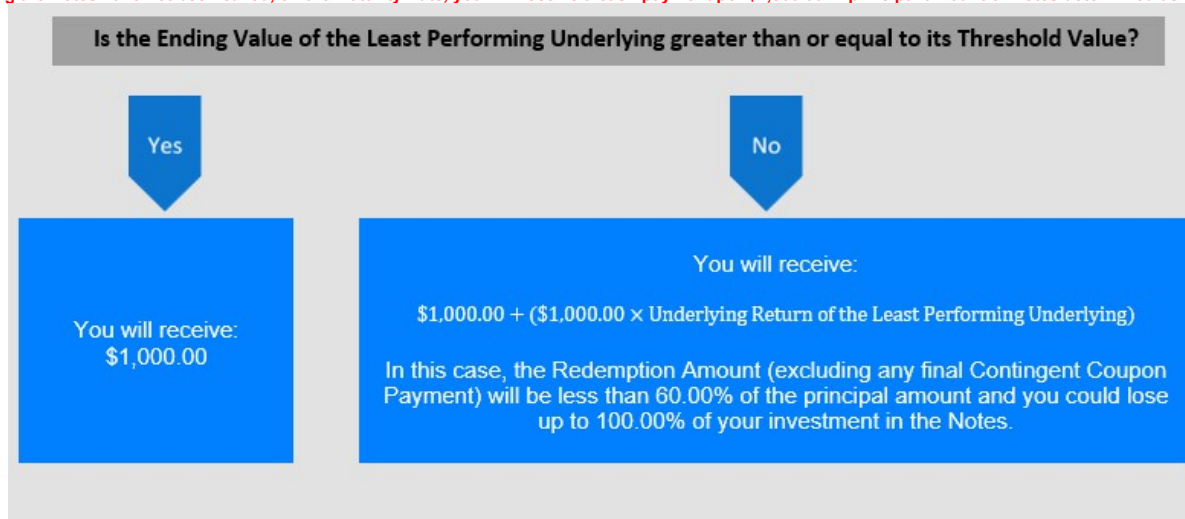 Is the Ending Value of the Least Performing Underlying greater than or equal to its Threshold Value?
Yes
No
You will receive:
$1,000.00
You will receive:
$1,000.00 + ($1,000.00 × Underlying Return of the Least Performing Underlying)
In this case, the Redemption Amount (excluding any final Contingent Coupon
Payment) will be less than 60.00% of the principal amount and you could lose
up to 100.00% of your investment in the Notes.